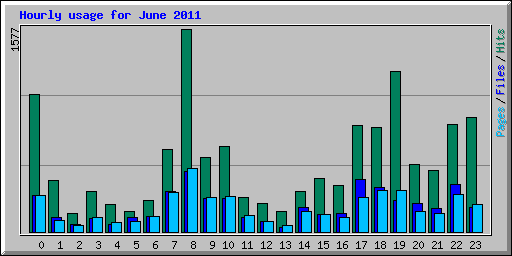 Hourly usage for June 2011
1577
Pages / Files / Hits
0 1 2 3 4 5 6 7 8 9 10 11 12 13 14 15 16 17 18 19 20 21 22 23